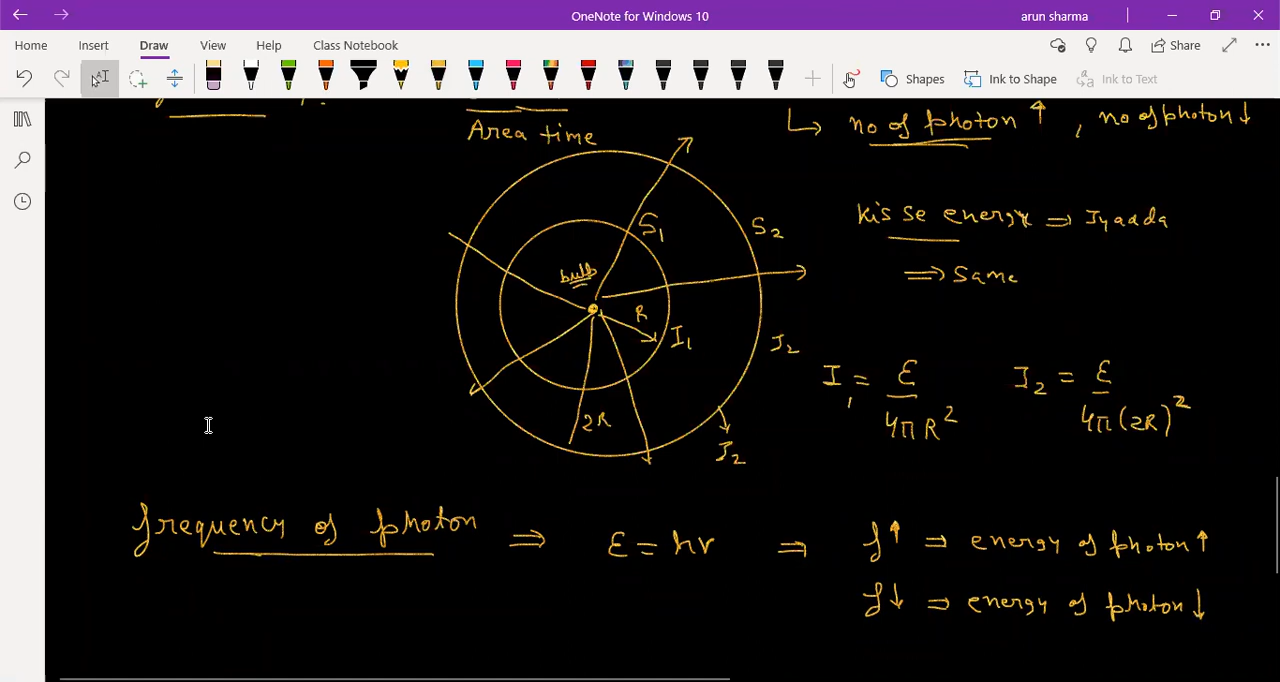 OneNote for Windows 10
arun sharma
Home Insert Draw View Help Class Notebook
Share
Shapes Ink to Shape Ink to Text
Area time
no of photon ↑ , no of photon ↓
S1 S2
kis se energy ⇒ Jyaada
⇒ Same
bulb
R
I1
I2
2R
I2
I1 = E / 4πR² I2 = E / 4π(2R)²
frequency of photon ⇒ E = hν ⇒ f↑ ⇒ energy of photon ↑
f↓ ⇒ energy of photon ↓